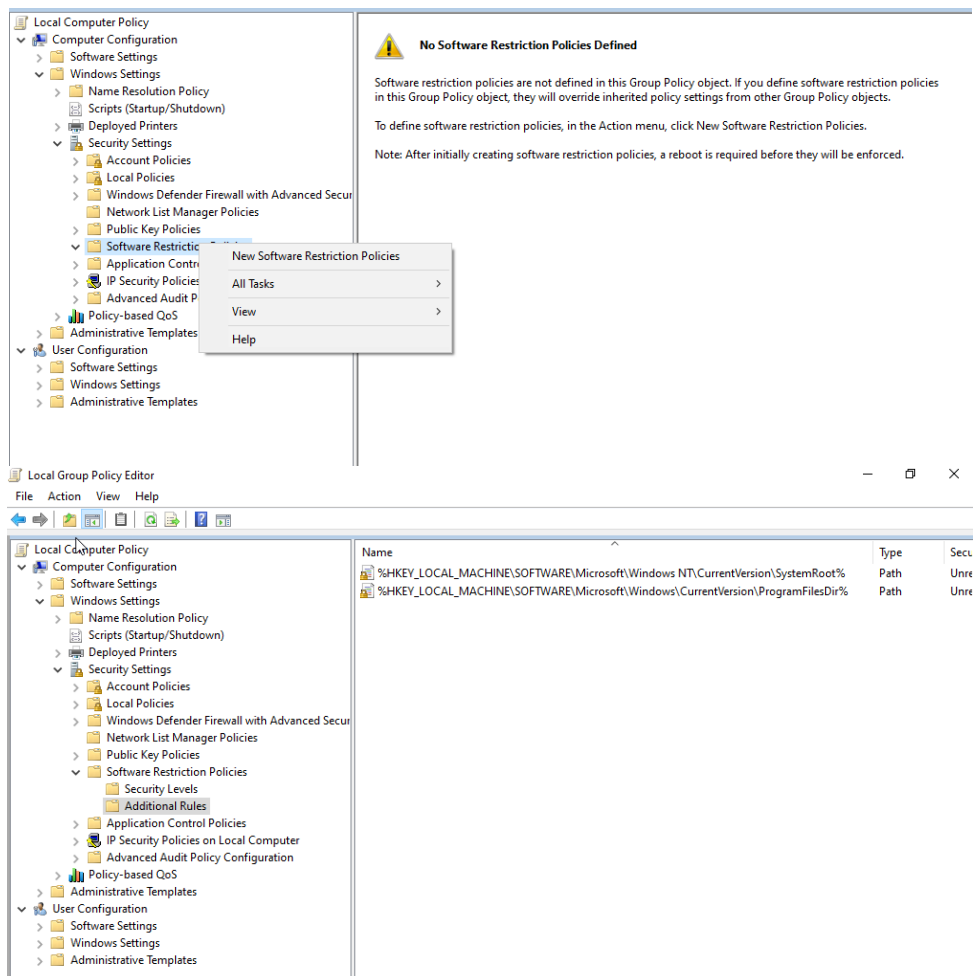 Local Computer Policy
Computer Configuration
Software Settings
Windows Settings
Name Resolution Policy
Scripts (Startup/Shutdown)
Deployed Printers
Security Settings
Account Policies
Local Policies
Windows Defender Firewall with Advanced Secur
Network List Manager Policies
Public Key Policies
Software Restrictic
Application Contr
IP Security Policies
Advanced Audit P
Policy-based QoS
Administrative Templates
User Configuration
Software Settings
Windows Settings
Administrative Templates
New Software Restriction Policies
All Tasks
View
Help
No Software Restriction Policies Defined
Software restriction policies are not defined in this Group Policy object. If you define software restriction policies
in this Group Policy object, they will override inherited policy settings from other Group Policy objects.
To define software restriction policies, in the Action menu, click New Software Restriction Policies.
Note: After initially creating software restriction policies, a reboot is required before they will be enforced.
Local Group Policy Editor
File Action View Help
Local Computer Policy
Computer Configuration
Software Settings
Windows Settings
Name Resolution Policy
Scripts (Startup/Shutdown)
Deployed Printers
Security Settings
Account Policies
Local Policies
Windows Defender Firewall with Advanced Secur
Network List Manager Policies
Public Key Policies
Software Restriction Policies
Security Levels
Additional Rules
Application Control Policies
IP Security Policies on Local Computer
Advanced Audit Policy Configuration
Policy-based QoS
Administrative Templates
User Configuration
Software Settings
Windows Settings
Administrative Templates
Name Type Secu
%HKEY_LOCAL_MACHINE\SOFTWARE\Microsoft\Windows NT\CurrentVersion\SystemRoot% Path Unre
%HKEY_LOCAL_MACHINE\SOFTWARE\Microsoft\Windows\CurrentVersion\ProgramFilesDir% Path Unre